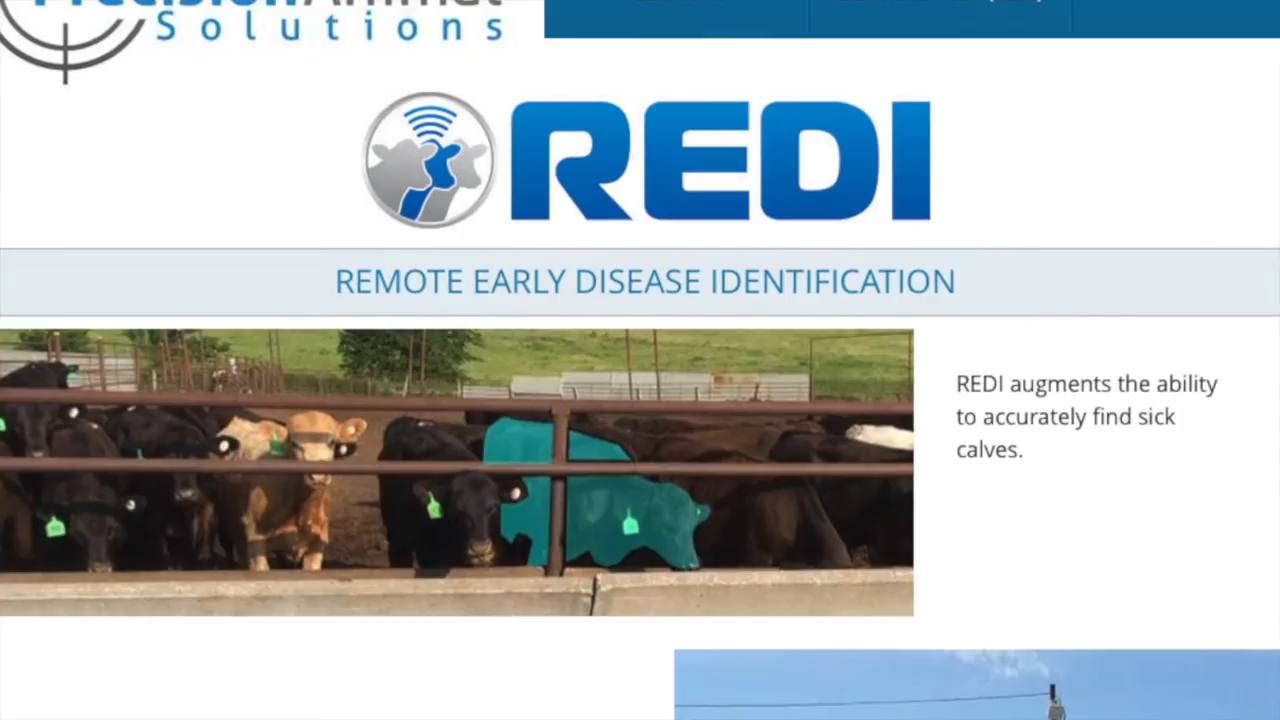 Solutions
REDI
REMOTE EARLY DISEASE IDENTIFICATION
REDI augments the ability
to accurately find sick
calves.